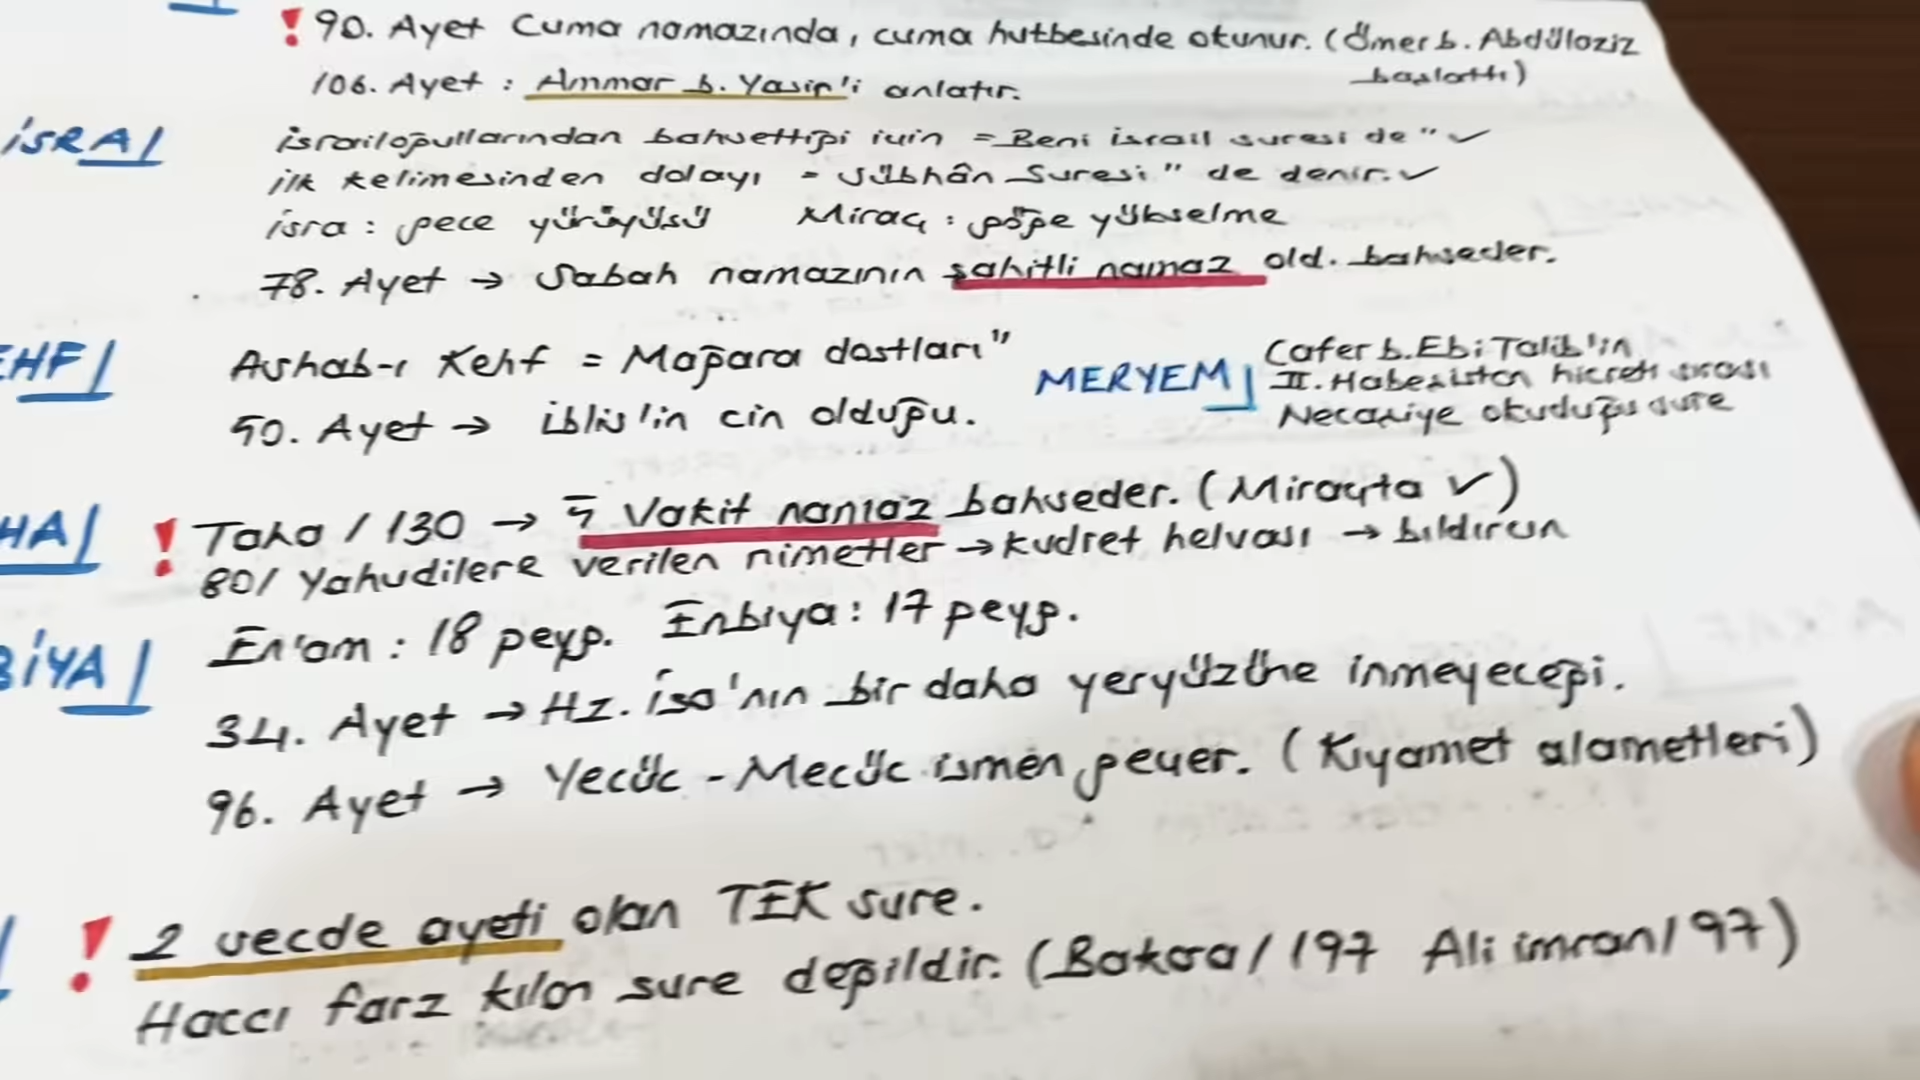 ! 90. Ayet Cuma namazında, cuma hutbesinde okunur. (Ömer b. Abdülaziz
başlattı)
106. Ayet : Ammar b. Yasir'i anlatır.
İSRA
israiloğullarından bahsettiği için = Beni israil suresi de " ✓
ilk kelimesinden dolayı = Sübhân Suresi " de denir. ✓
isra : gece yürüyüşü Miraç : göğe yükselme
78. Ayet → Sabah namazının şahitli namaz old. bahseder.
EHF
Ashab-ı Kehf = Mağara dostları"
50. Ayet → iblis'in cin olduğu.
MERYEM
Cafer b. Ebi Talib'in
II. Habeşistan hicreti sırası
Necaşiye okuduğu sure
HA
! Taha / 130 → 5 Vakit namaz bahseder. (Miraçta ✓)
80/ Yahudilere verilen nimetler → kudret helvası → bıldırcın
BİYA
En'am : 18 peyg. Enbiya : 17 peyg.
34. Ayet → Hz. İsa'nın bir daha yeryüzüne inmeyeceği.
96. Ayet → Yecüc - Mecüc ismen geçer. (Kıyamet alametleri)
! 2 secde ayeti olan TEK sure.
Haccı farz kılan sure değildir. (Bakara/197 Ali imran/97)